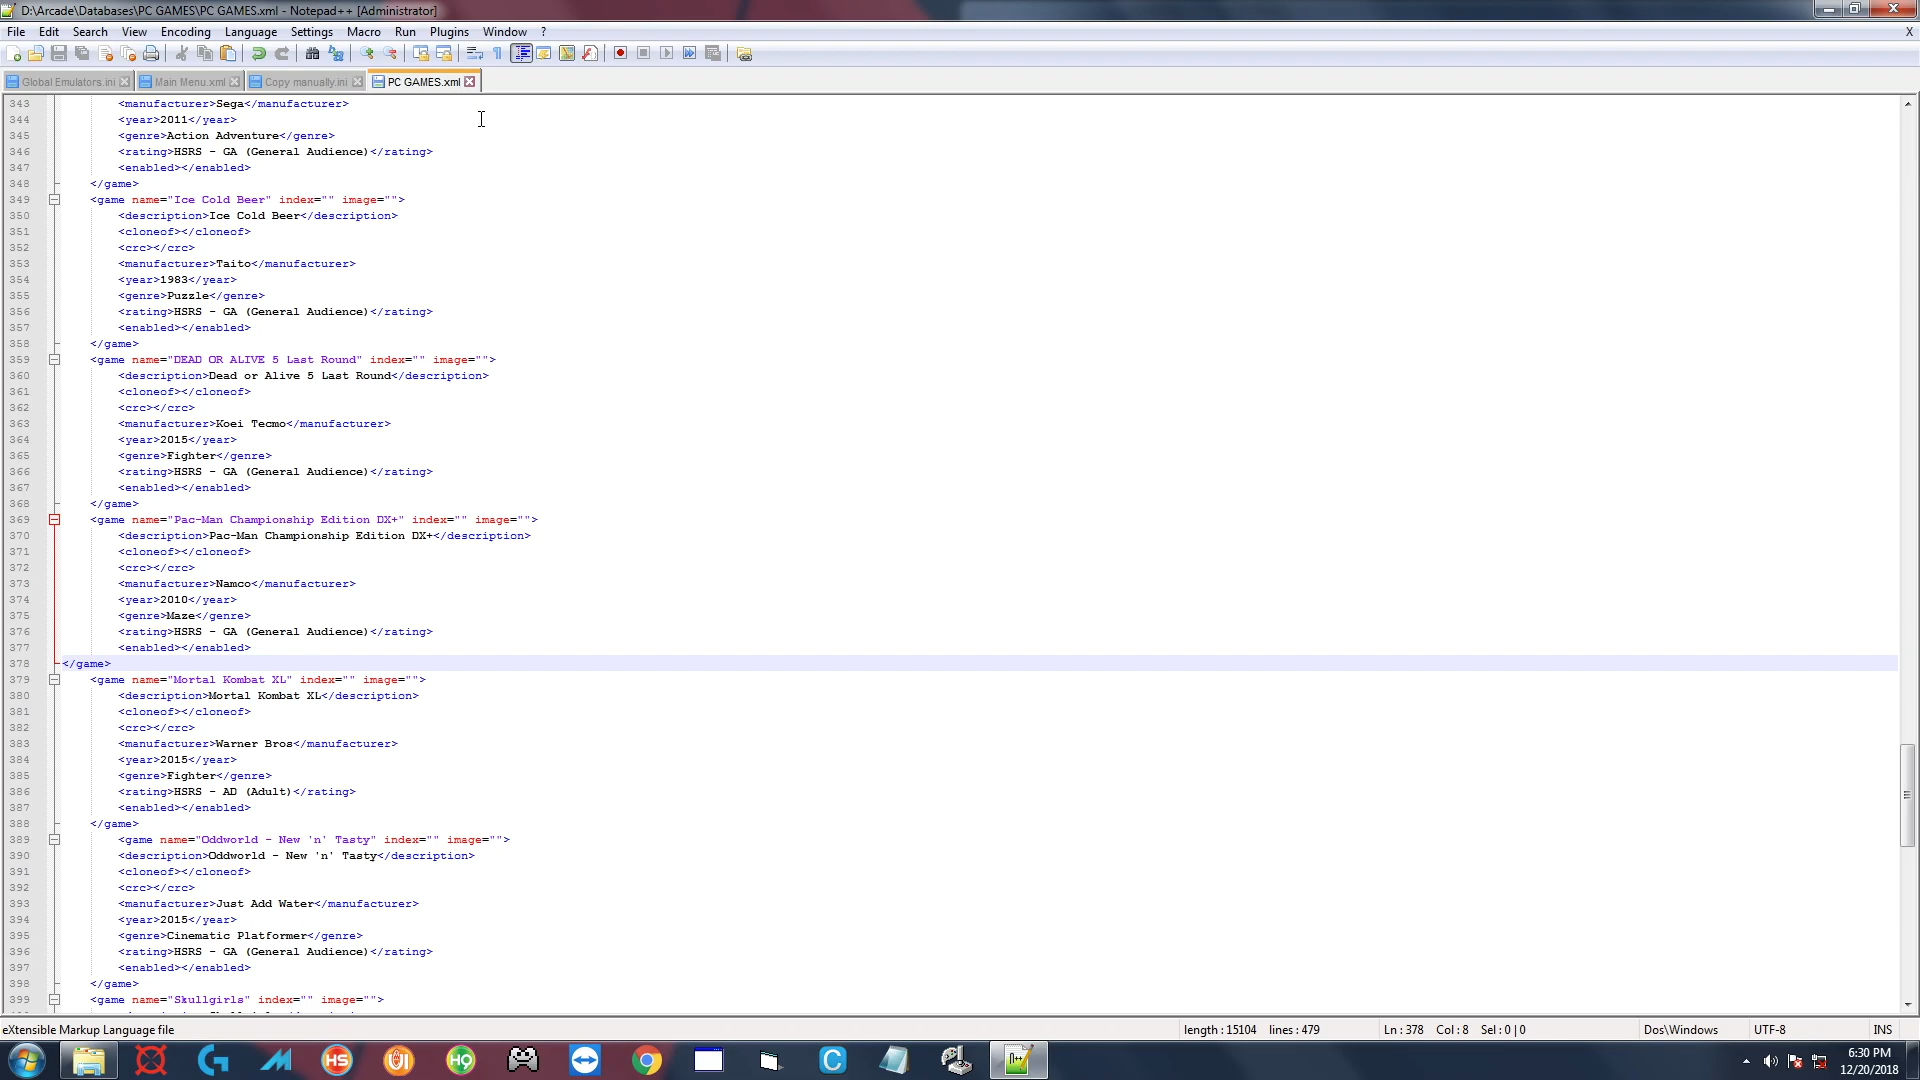 D:\Arcade\Databases\PC GAMES\PC GAMES.xml - Notepad++ [Administrator]
File Edit Search View Encoding Language Settings Macro Run Plugins Window ? X
Global Emulators.ini Main Menu.xml Copy manually.ini PC GAMES.xml
343 <manufacturer>Sega</manufacturer>
344 <year>2011</year>
345 <genre>Action Adventure</genre>
346 <rating>HSRS - GA (General Audience)</rating>
347 <enabled></enabled>
348 </game>
349 <game name="Ice Cold Beer" index="" image="">
350 <description>Ice Cold Beer</description>
351 <cloneof></cloneof>
352 <crc></crc>
353 <manufacturer>Taito</manufacturer>
354 <year>1983</year>
355 <genre>Puzzle</genre>
356 <rating>HSRS - GA (General Audience)</rating>
357 <enabled></enabled>
358 </game>
359 <game name="DEAD OR ALIVE 5 Last Round" index="" image="">
360 <description>Dead or Alive 5 Last Round</description>
361 <cloneof></cloneof>
362 <crc></crc>
363 <manufacturer>Koei Tecmo</manufacturer>
364 <year>2015</year>
365 <genre>Fighter</genre>
366 <rating>HSRS - GA (General Audience)</rating>
367 <enabled></enabled>
368 </game>
369 <game name="Pac-Man Championship Edition DX+" index="" image="">
370 <description>Pac-Man Championship Edition DX+</description>
371 <cloneof></cloneof>
372 <crc></crc>
373 <manufacturer>Namco</manufacturer>
374 <year>2010</year>
375 <genre>Maze</genre>
376 <rating>HSRS - GA (General Audience)</rating>
377 <enabled></enabled>
378 </game>
379 <game name="Mortal Kombat XL" index="" image="">
380 <description>Mortal Kombat XL</description>
381 <cloneof></cloneof>
382 <crc></crc>
383 <manufacturer>Warner Bros</manufacturer>
384 <year>2015</year>
385 <genre>Fighter</genre>
386 <rating>HSRS - AD (Adult)</rating>
387 <enabled></enabled>
388 </game>
389 <game name="Oddworld - New 'n' Tasty" index="" image="">
390 <description>Oddworld - New 'n' Tasty</description>
391 <cloneof></cloneof>
392 <crc></crc>
393 <manufacturer>Just Add Water</manufacturer>
394 <year>2015</year>
395 <genre>Cinematic Platformer</genre>
396 <rating>HSRS - GA (General Audience)</rating>
397 <enabled></enabled>
398 </game>
399 <game name="Skullgirls" index="" image="">
eXtensible Markup Language file length : 15104 lines : 479 Ln : 378 Col : 8 Sel : 0 | 0 Dos\Windows UTF-8 INS
HS UI HQ C n++
6:30 PM
12/20/2018